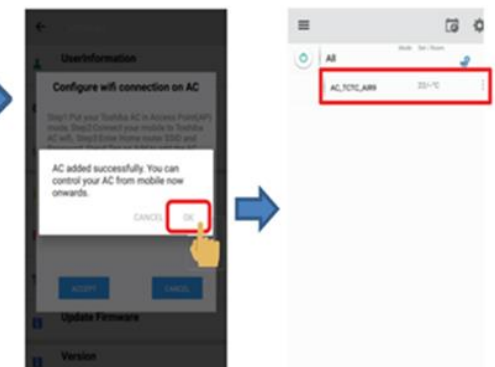 UserInformation
Configure wifi connection on AC
Step1 Put your Toshiba AC in Access Point(AP)
mode, Step2 Connect your mobile to Toshiba
AC wifi, Step3 Enter Home router SSID and
AC added successfully. You can
control your AC from mobile now
onwards.
CANCEL OK
ACCEPT CANCEL
Update Firmware
Version
Mode Set / Room
All
AC_TCTC_AIR9